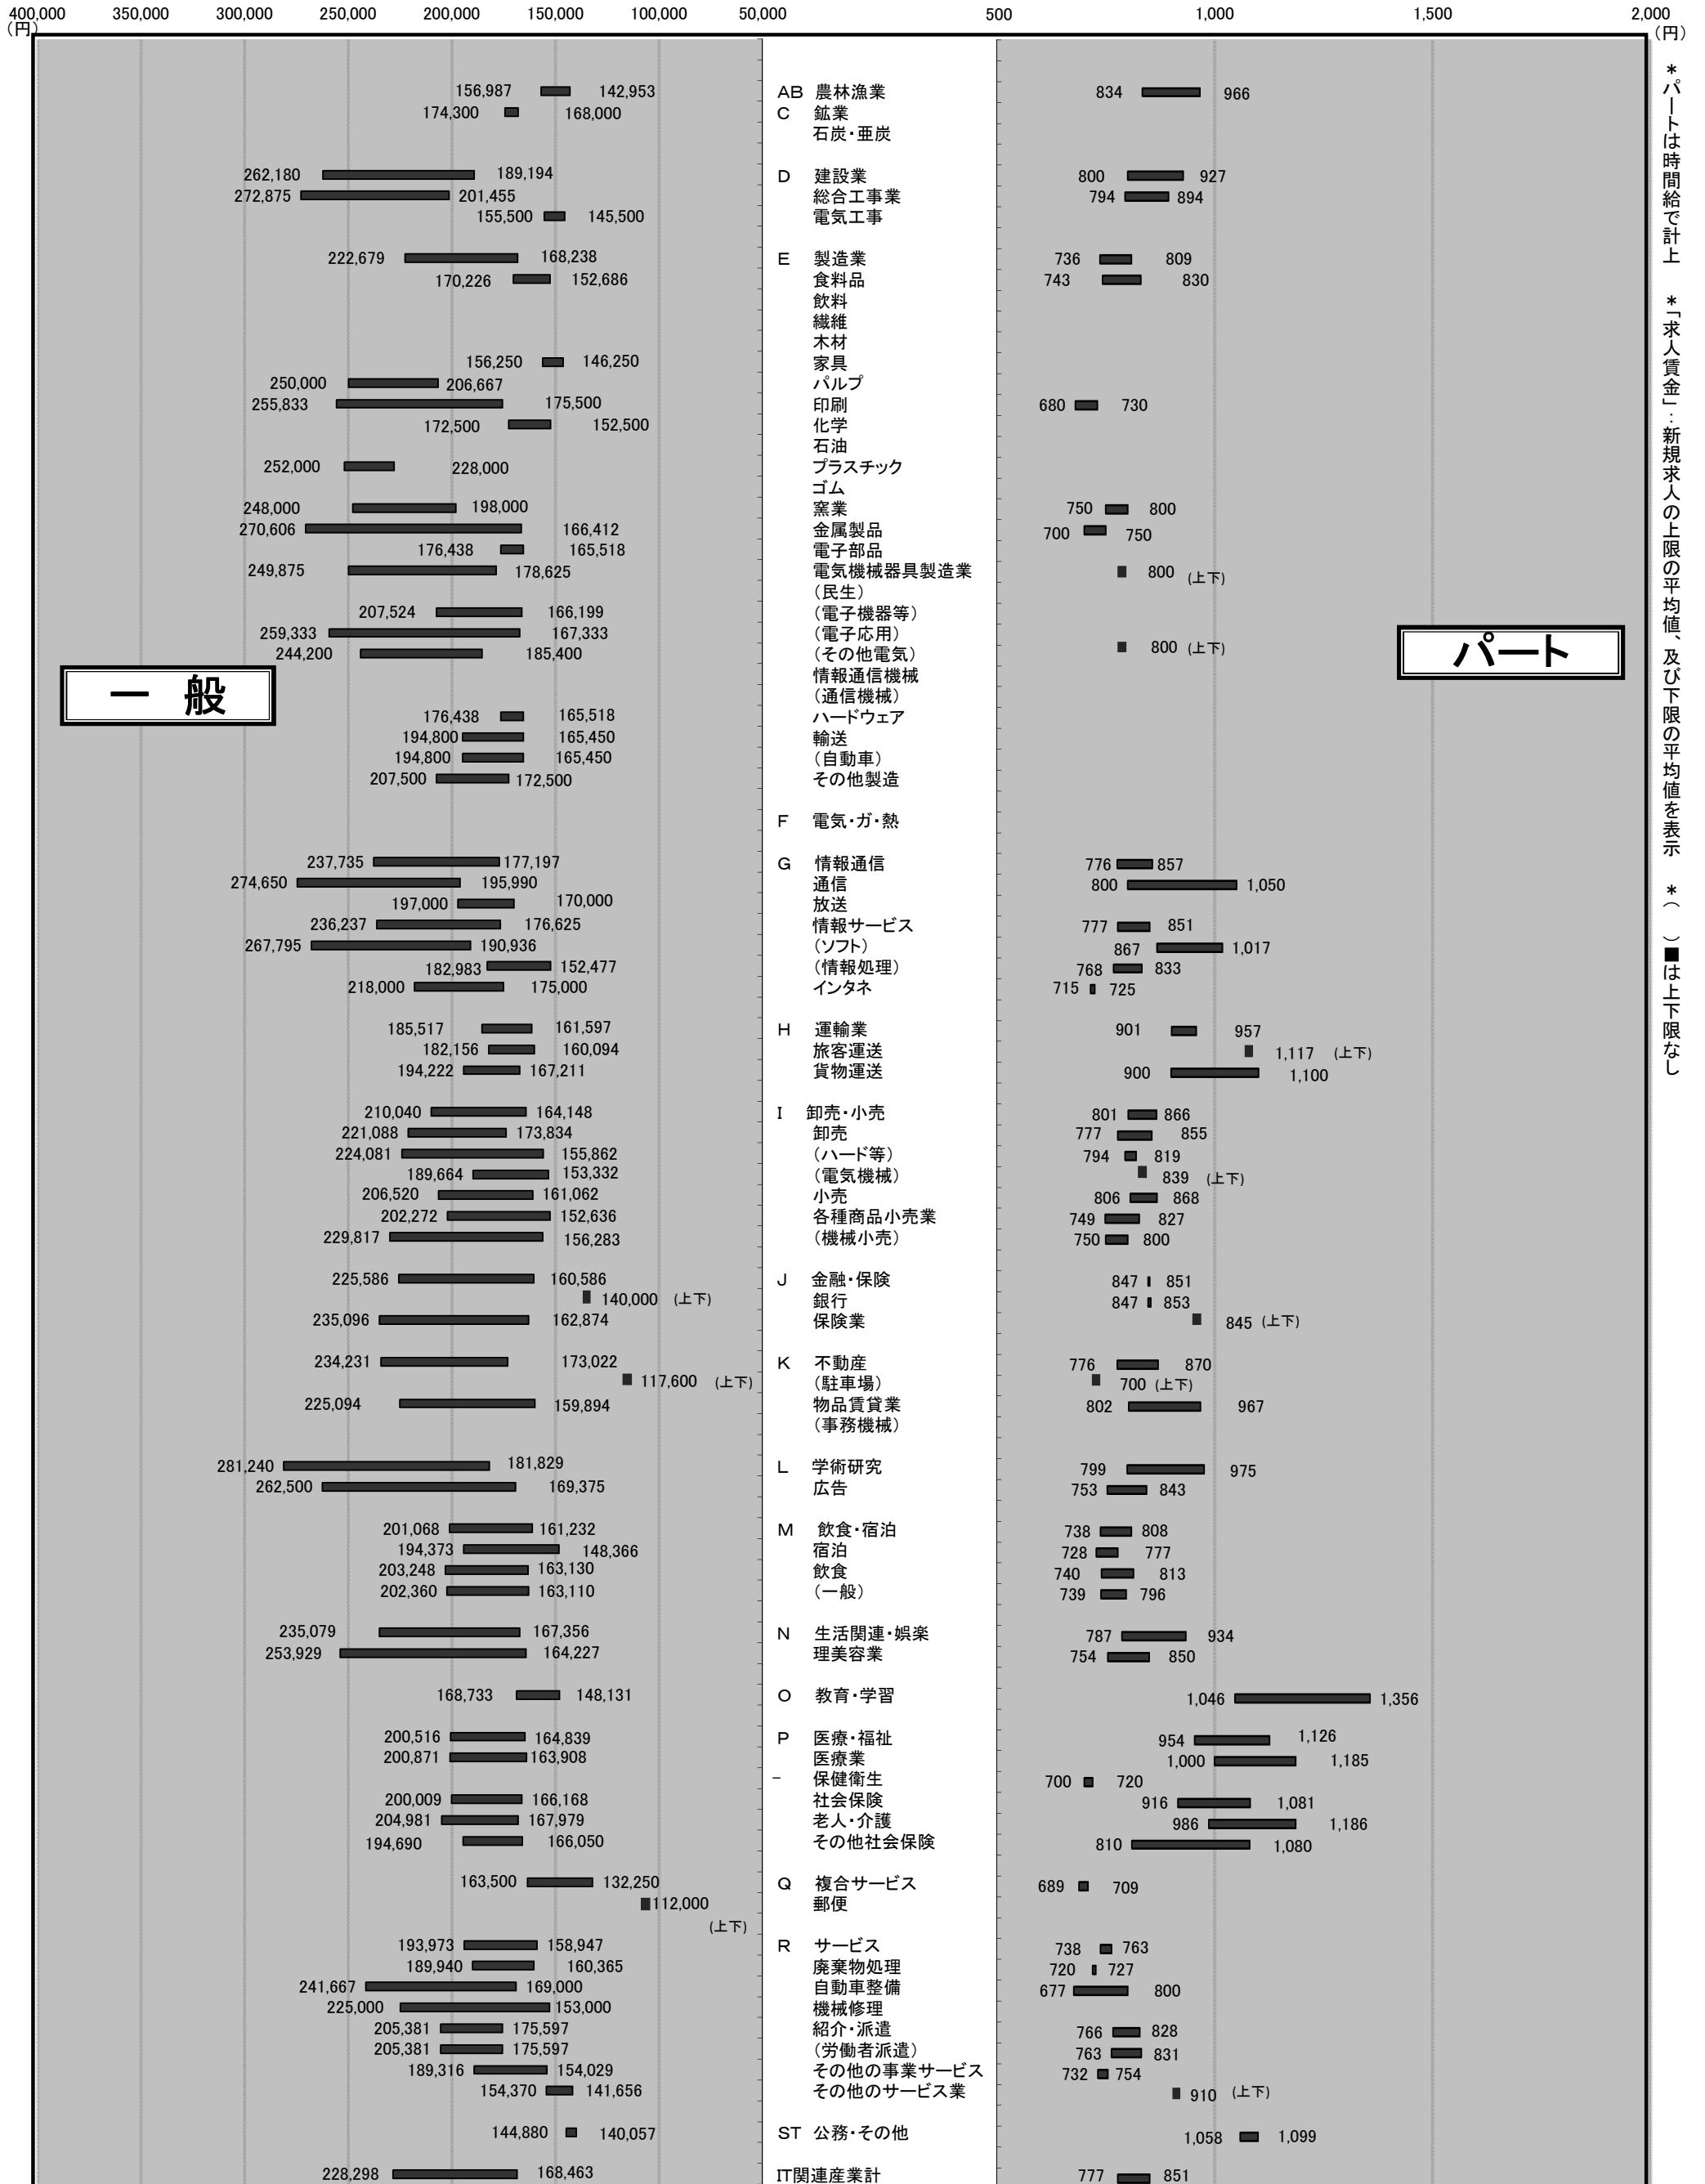 400,000 350,000 300,000 250,000 200,000 150,000 100,000 50,000 500 1,000 1,500 2,000
(円) (円)
156,987 142,953 AB 農林漁業 834 966
174,300 168,000 C 鉱業
石炭・亜炭
262,180 189,194 D 建設業 800 927
272,875 201,455 総合工事業 794 894
155,500 145,500 電気工事
222,679 168,238 E 製造業 736 809
170,226 152,686 食料品 743 830
飲料
繊維
木材
156,250 146,250 家具
250,000 206,667 パルプ
255,833 175,500 印刷 680 730
172,500 152,500 化学
石油
252,000 228,000 プラスチック
ゴム
248,000 198,000 窯業 750 800
270,606 166,412 金属製品 700 750
176,438 165,518 電子部品
249,875 178,625 電気機械器具製造業 800 (上下)
(民生)
207,524 166,199 (電子機器等)
259,333 167,333 (電子応用)
244,200 185,400 (その他電気) 800 (上下)
情報通信機械
(通信機械)
176,438 165,518 ハードウェア
194,800 165,450 輸送
194,800 165,450 (自動車)
207,500 172,500 その他製造
一 般
パート
F 電気・ガ・熱
237,735 177,197 G 情報通信 776 857
274,650 195,990 通信 800 1,050
197,000 170,000 放送
236,237 176,625 情報サービス 777 851
267,795 190,936 (ソフト) 867 1,017
182,983 152,477 (情報処理) 768 833
218,000 175,000 インタネ 715 725
185,517 161,597 H 運輸業 901 957
182,156 160,094 旅客運送 1,117 (上下)
194,222 167,211 貨物運送 900 1,100
210,040 164,148 I 卸売・小売 801 866
221,088 173,834 卸売 777 855
224,081 155,862 (ハード等) 794 819
189,664 153,332 (電気機械) 839 (上下)
206,520 161,062 小売 806 868
202,272 152,636 各種商品小売業 749 827
229,817 156,283 (機械小売) 750 800
225,586 160,586 J 金融・保険 847 851
140,000 (上下) 銀行 847 853
235,096 162,874 保険業 845 (上下)
234,231 173,022 K 不動産 776 870
117,600 (上下) (駐車場) 700 (上下)
225,094 159,894 物品賃貸業 802 967
(事務機械)
281,240 181,829 L 学術研究 799 975
262,500 169,375 広告 753 843
201,068 161,232 M 飲食・宿泊 738 808
194,373 148,366 宿泊 728 777
203,248 163,130 飲食 740 813
202,360 163,110 (一般) 739 796
235,079 167,356 N 生活関連・娯楽 787 934
253,929 164,227 理美容業 754 850
168,733 148,131 O 教育・学習 1,046 1,356
200,516 164,839 P 医療・福祉 954 1,126
200,871 163,908 医療業 1,000 1,185
− 保健衛生 700 720
200,009 166,168 社会保険 916 1,081
204,981 167,979 老人・介護 986 1,186
194,690 166,050 その他社会保険 810 1,080
163,500 132,250 Q 複合サービス 689 709
112,000 郵便
(上下)
193,973 158,947 R サービス 738 763
189,940 160,365 廃棄物処理 720 727
241,667 169,000 自動車整備 677 800
225,000 153,000 機械修理
205,381 175,597 紹介・派遣 766 828
205,381 175,597 (労働者派遣) 763 831
189,316 154,029 その他の事業サービス 732 754
154,370 141,656 その他のサービス業 910 (上下)
144,880 140,057 ST 公務・その他 1,058 1,099
228,298 168,463 IT関連産業計 777 851
*パートは時間給で計上 *「求人賃金」:新規求人の上限の平均値、及び下限の平均値を表示 *( )■は上下限なし